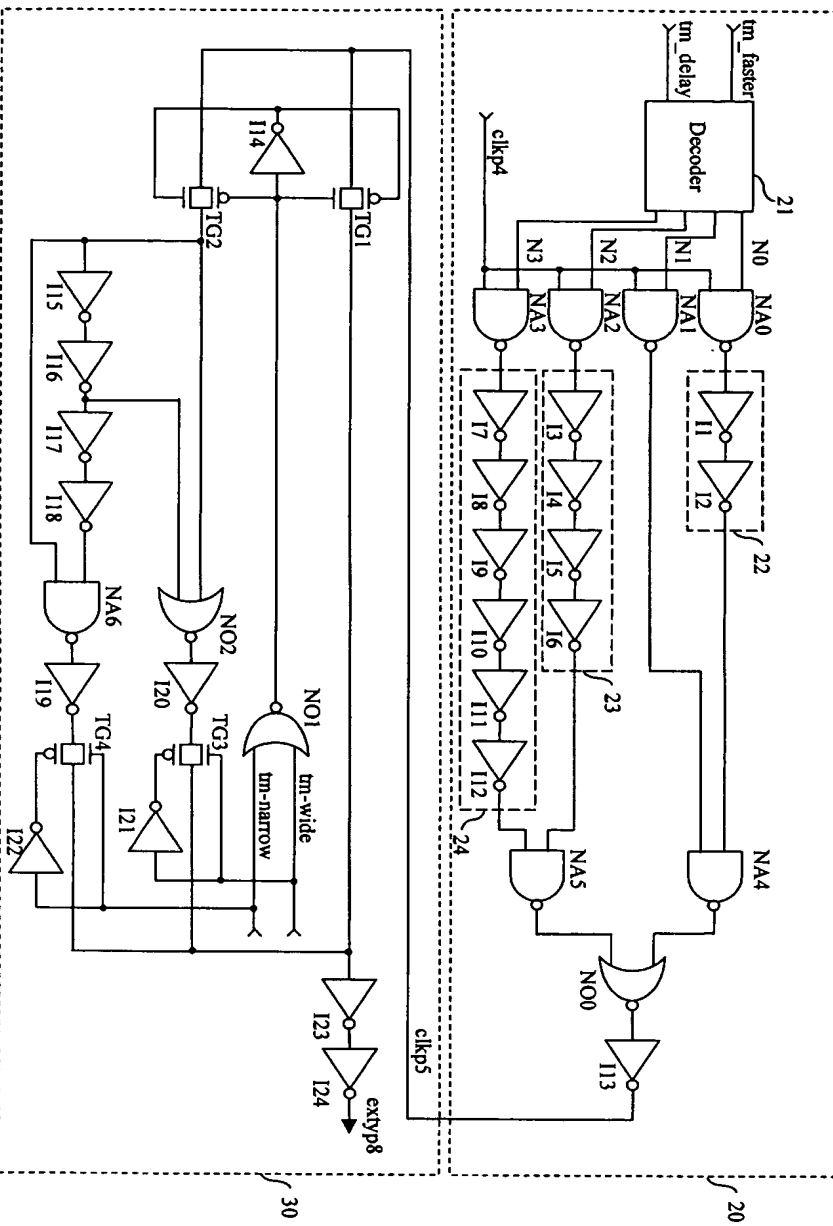 20
tm_faster
tm_delay
Decoder
21
clkp4
N0
N1
N2
N3
NA0
NA1
NA2
NA3
I1
I2
22
I3
I4
I5
I6
23
I7
I8
I9
I10
I11
I12
24
NA4
NA5
NO0
I13
clkp5
30
I14
TG1
TG2
I15
I16
I17
I18
NA6
NO2
I19
I20
NO1
tm-wide
tm-narrow
TG3
TG4
I21
I22
I23
I24
extyp8